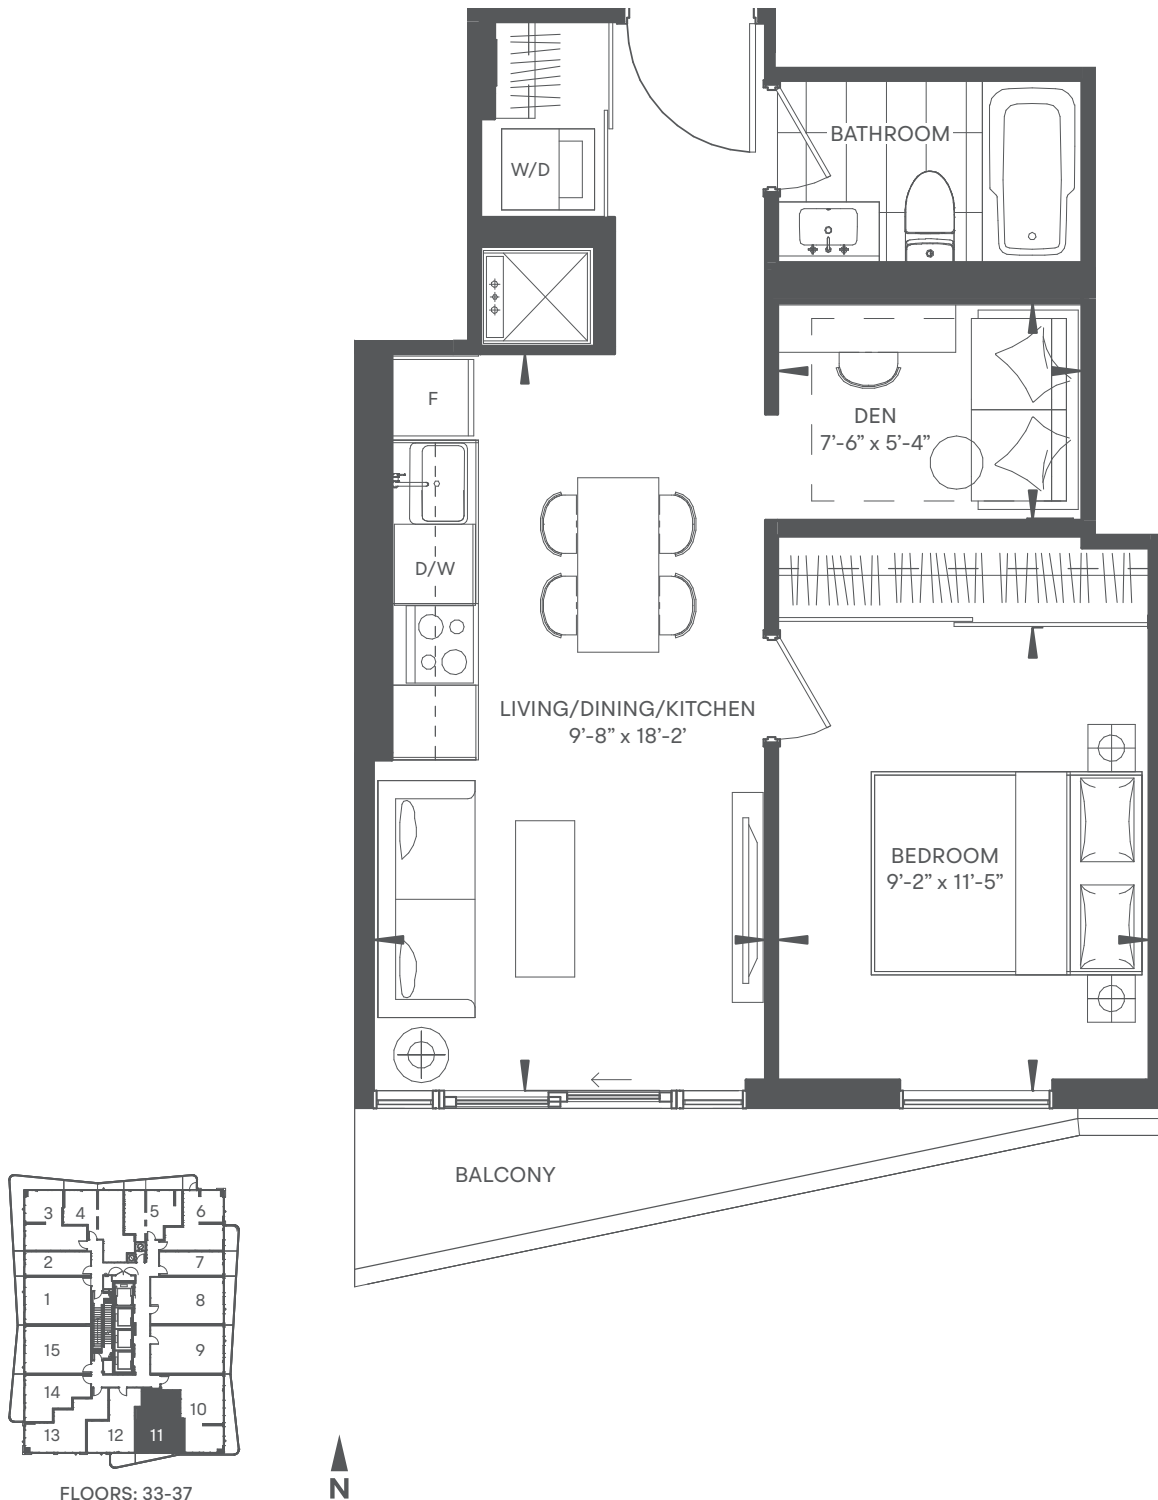 BATHROOM
W/D
F
DEN
7’-6” x 5’-4”
D/W
LIVING/DINING/KITCHEN
9’-8” x 18’-2’
BEDROOM
9’-2” x 11’-5”
BALCONY
3 4 5 6
2 7
1 8
15 9
14 10
13 12 11
FLOORS: 33-37
N